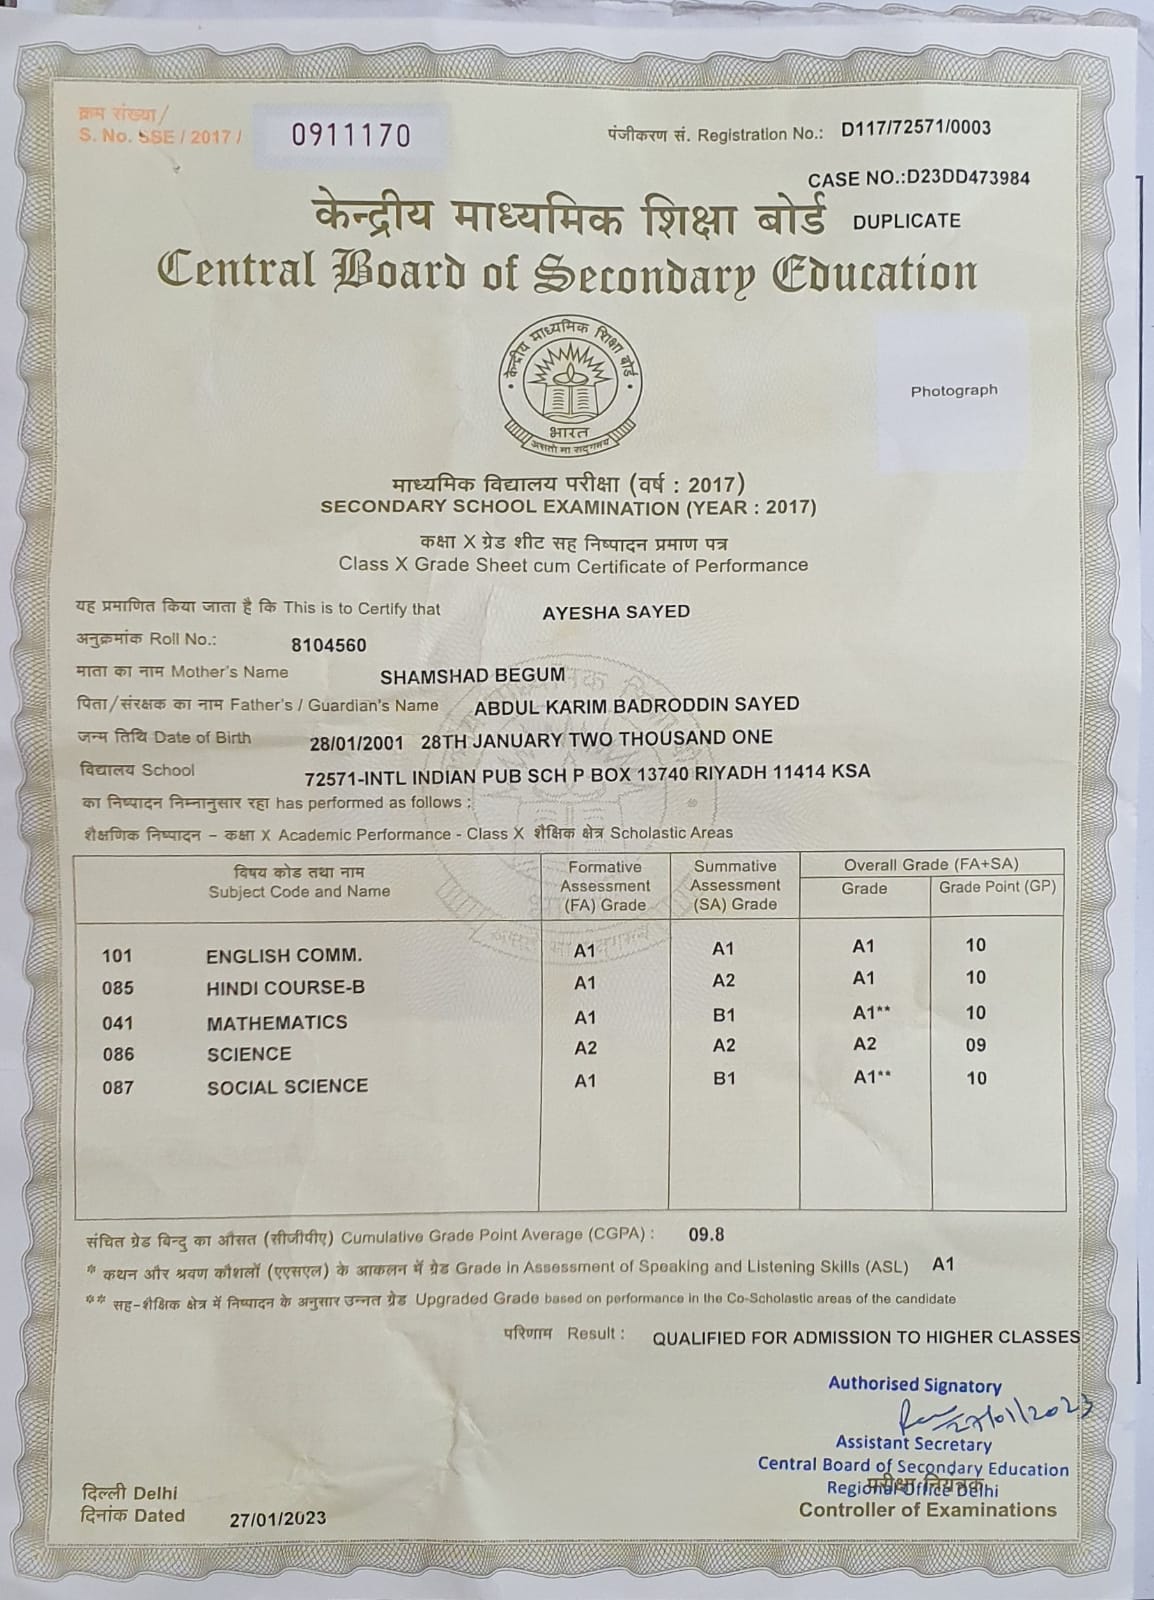 क्रम संख्या/
S. No. SSE / 2017 / 0911170
पंजीकरण सं. Registration No.: D117/72571/0003
CASE NO.:D23DD473984
केन्द्रीय माध्यमिक शिक्षा बोर्ड DUPLICATE
Central Board of Secondary Education
केन्द्रीय माध्यमिक शिक्षा बोर्ड
भारत
असतो मा सद्गमय
Photograph
माध्यमिक विद्यालय परीक्षा (वर्ष : 2017)
SECONDARY SCHOOL EXAMINATION (YEAR : 2017)
कक्षा X ग्रेड शीट सह निष्पादन प्रमाण पत्र
Class X Grade Sheet cum Certificate of Performance
यह प्रमाणित किया जाता है कि This is to Certify that AYESHA SAYED
अनुक्रमांक Roll No.: 8104560
माता का नाम Mother's Name SHAMSHAD BEGUM
पिता/संरक्षक का नाम Father's / Guardian's Name ABDUL KARIM BADRODDIN SAYED
जन्म तिथि Date of Birth 28/01/2001 28TH JANUARY TWO THOUSAND ONE
विद्यालय School 72571-INTL INDIAN PUB SCH P BOX 13740 RIYADH 11414 KSA
का निष्पादन निम्नानुसार रहा has performed as follows :
शैक्षणिक निष्पादन – कक्षा X Academic Performance - Class X शैक्षिक क्षेत्र Scholastic Areas
विषय कोड तथा नाम
Subject Code and Name
Formative
Assessment
(FA) Grade
Summative
Assessment
(SA) Grade
Overall Grade (FA+SA)
Grade Grade Point (GP)
101 ENGLISH COMM. A1 A1 A1 10
085 HINDI COURSE-B A1 A2 A1 10
041 MATHEMATICS A1 B1 A1** 10
086 SCIENCE A2 A2 A2 09
087 SOCIAL SCIENCE A1 B1 A1** 10
संचित ग्रेड बिन्दु का औसत (सीजीपीए) Cumulative Grade Point Average (CGPA) : 09.8
* कथन और श्रवण कौशलों (एएसएल) के आकलन में ग्रेड Grade in Assessment of Speaking and Listening Skills (ASL) A1
** सह-शैक्षिक क्षेत्र में निष्पादन के अनुसार उन्नत ग्रेड Upgraded Grade based on performance in the Co-Scholastic areas of the candidate
परिणाम Result : QUALIFIED FOR ADMISSION TO HIGHER CLASSES
Authorised Signatory
27/01/2023
Assistant Secretary
Central Board of Secondary Education
Regional Office Delhi
परीक्षा नियंत्रक
Controller of Examinations
दिल्ली Delhi
दिनांक Dated 27/01/2023